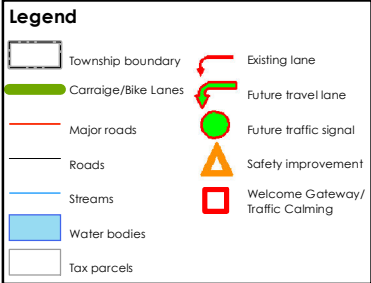 Legend
Township boundary
Carraige/Bike Lanes
Major roads
Roads
Streams
Water bodies
Tax parcels
Existing lane
Future travel lane
Future traffic signal
Safety improvement
Welcome Gateway/
Traffic Calming